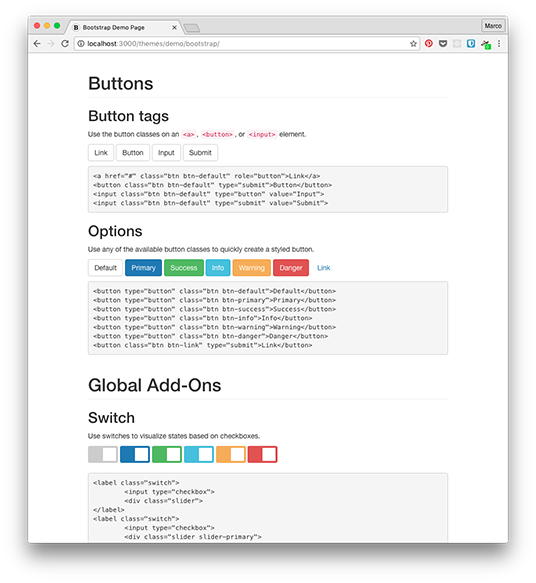 Bootstrap Demo Page
Marco
localhost:3000/themes/demo/bootstrap/
Buttons
Button tags
Use the button classes on an <a>, <button>, or <input> element.
Link Button Input Submit
<a href="#" class="btn btn-default" role="button">Link</a>
<button class="btn btn-default" type="submit">Button</button>
<input class="btn btn-default" type="button" value="Input">
<input class="btn btn-default" type="submit" value="Submit">
Options
Use any of the available button classes to quickly create a styled button.
Default Primary Success Info Warning Danger Link
<button type="button" class="btn btn-default">Default</button>
<button type="button" class="btn btn-primary">Primary</button>
<button type="button" class="btn btn-success">Success</button>
<button type="button" class="btn btn-info">Info</button>
<button type="button" class="btn btn-warning">Warning</button>
<button type="button" class="btn btn-danger">Danger</button>
<button class="btn btn-link" type="submit">Link</button>
Global Add-Ons
Switch
Use switches to visualize states based on checkboxes.
<label class="switch">
<input type="checkbox">
<div class="slider">
</label>
<label class="switch">
<input type="checkbox">
<div class="slider slider-primary">